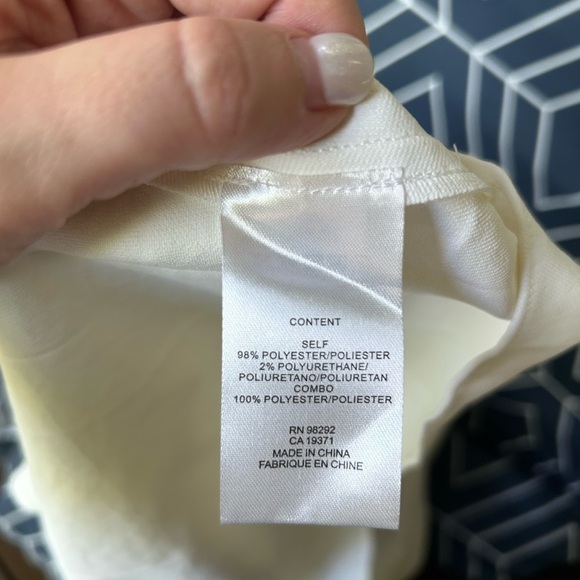 CONTENT
SELF
98% POLYESTER/POLIESTER
2% POLYURETHANE/
POLIURETANO/POLIURETAN
COMBO
100% POLYESTER/POLIESTER
RN 98292
CA 19371
MADE IN CHINA
FABRIQUE EN CHINE